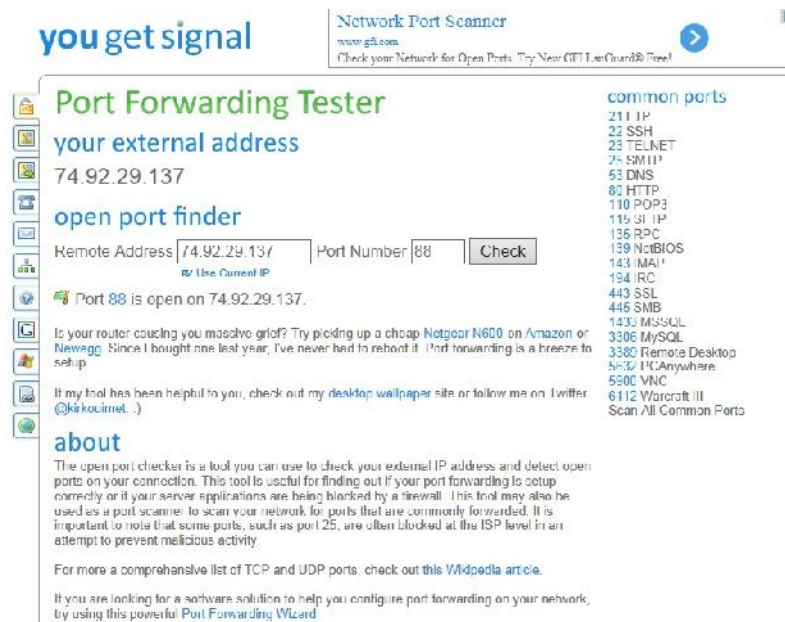 you get signal
Network Port Scanner
www.gfi.com
Check your Network for Open Ports. Try New GFI LanGuard® Free!
Port Forwarding Tester
your external address
74.92.29.137
open port finder
Remote Address 74.92.29.137 Port Number 88 Check
Use Current IP
Port 88 is open on 74.92.29.137.
Is your router causing you massive grief? Try picking up a cheap Netgear N600 on Amazon or
Newegg. Since I bought one last year, I've never had to reboot it. Port forwarding is a breeze to
setup.
If my tool has been helpful to you, check out my desktop wallpaper site or follow me on Twitter
@kirkouimet. :)
about
The open port checker is a tool you can use to check your external IP address and detect open
ports on your connection. This tool is useful for finding out if your port forwarding is setup
correctly or if your server applications are being blocked by a firewall. This tool may also be
used as a port scanner to scan your network for ports that are commonly forwarded. It is
important to note that some ports, such as port 25, are often blocked at the ISP level in an
attempt to prevent malicious activity.
For more a comprehensive list of TCP and UDP ports, check out this Wikipedia article.
If you are looking for a software solution to help you configure port forwarding on your network,
try using this powerful Port Forwarding Wizard.
common ports
21 FTP
22 SSH
23 TELNET
25 SMTP
53 DNS
80 HTTP
110 POP3
115 SFTP
135 RPC
139 NetBIOS
143 IMAP
194 IRC
443 SSL
445 SMB
1433 MSSQL
3306 MySQL
3389 Remote Desktop
5632 PCAnywhere
5900 VNC
6112 Warcraft III
Scan All Common Ports